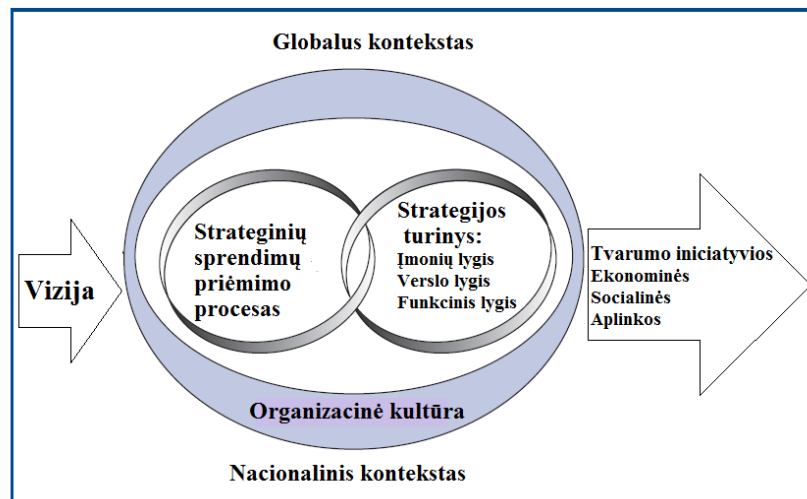 Globalus kontekstas
Vizija
Strateginių
sprendimų
priėmimo
procesas
Strategijos
turinys:
Įmonių lygis
Verslo lygis
Funkcinis lygis
Tvarumo iniciatyvios
Ekonominės
Socialinės
Aplinkos
Organizacinė kultūra
Nacionalinis kontekstas